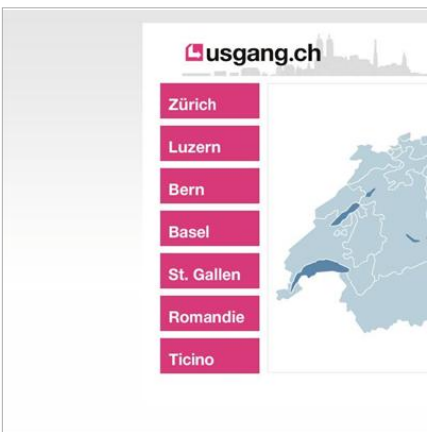 usgang.ch
Zürich
Luzern
Bern
Basel
St. Gallen
Romandie
Ticino